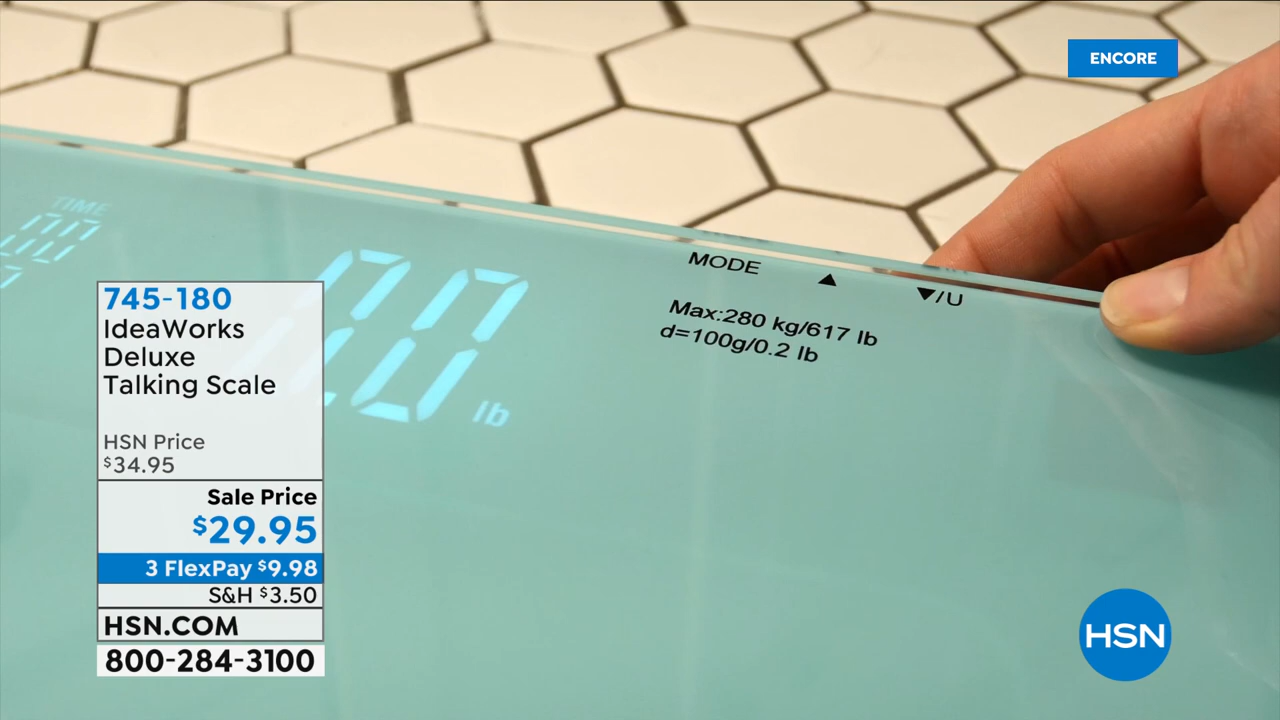 ENCORE
TIME
0.0
lb
MODE ▲ ▼/U
Max:280 kg/617 lb
d=100g/0.2 lb
745-180
IdeaWorks
Deluxe
Talking Scale
HSN Price
$34.95
Sale Price
$29.95
3 FlexPay $9.98
S&H $3.50
HSN.COM
800-284-3100
HSN